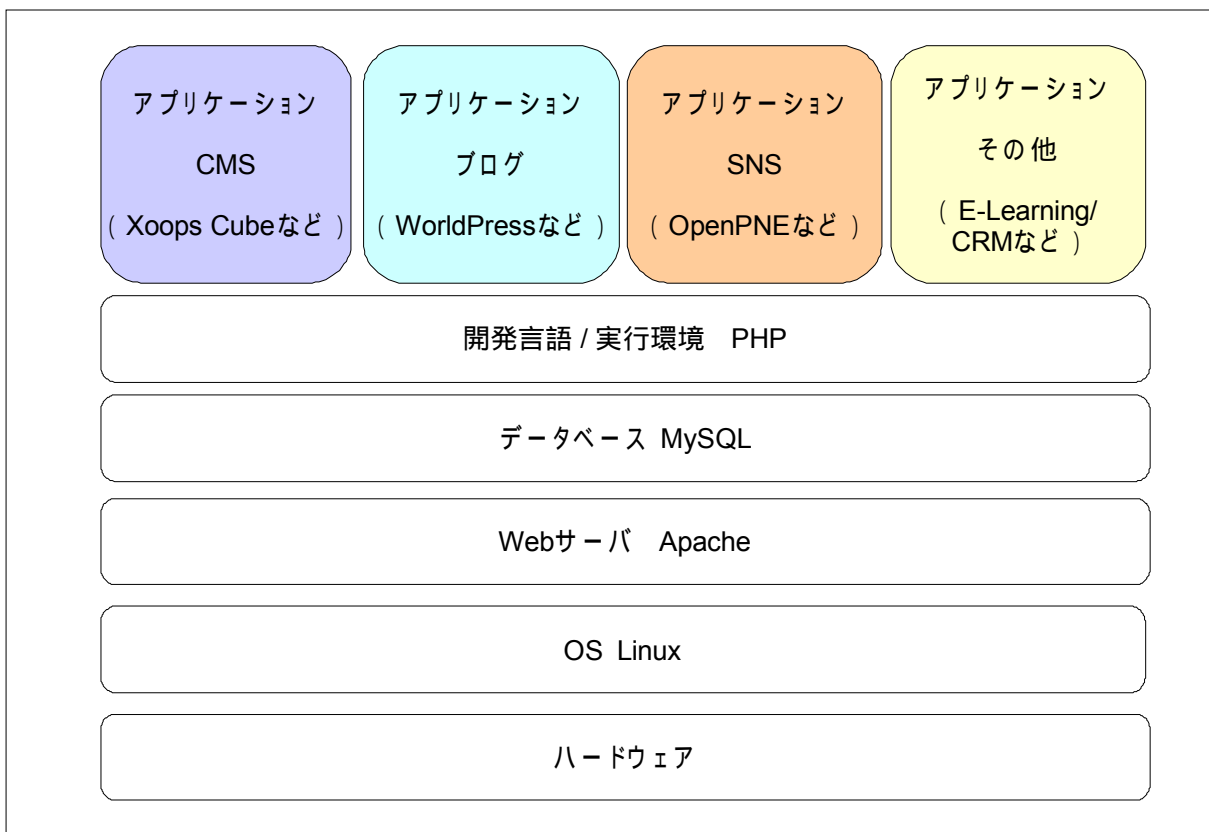 アプリケーション
CMS
( Xoops Cubeなど )
アプリケーション
ブログ
( WorldPressなど )
アプリケーション
SNS
( OpenPNEなど )
アプリケーション
その他
( E-Learning/
CRMなど )
開発言語 / 実行環境　PHP
データベース MySQL
Webサーバ　Apache
OS Linux
ハードウェア